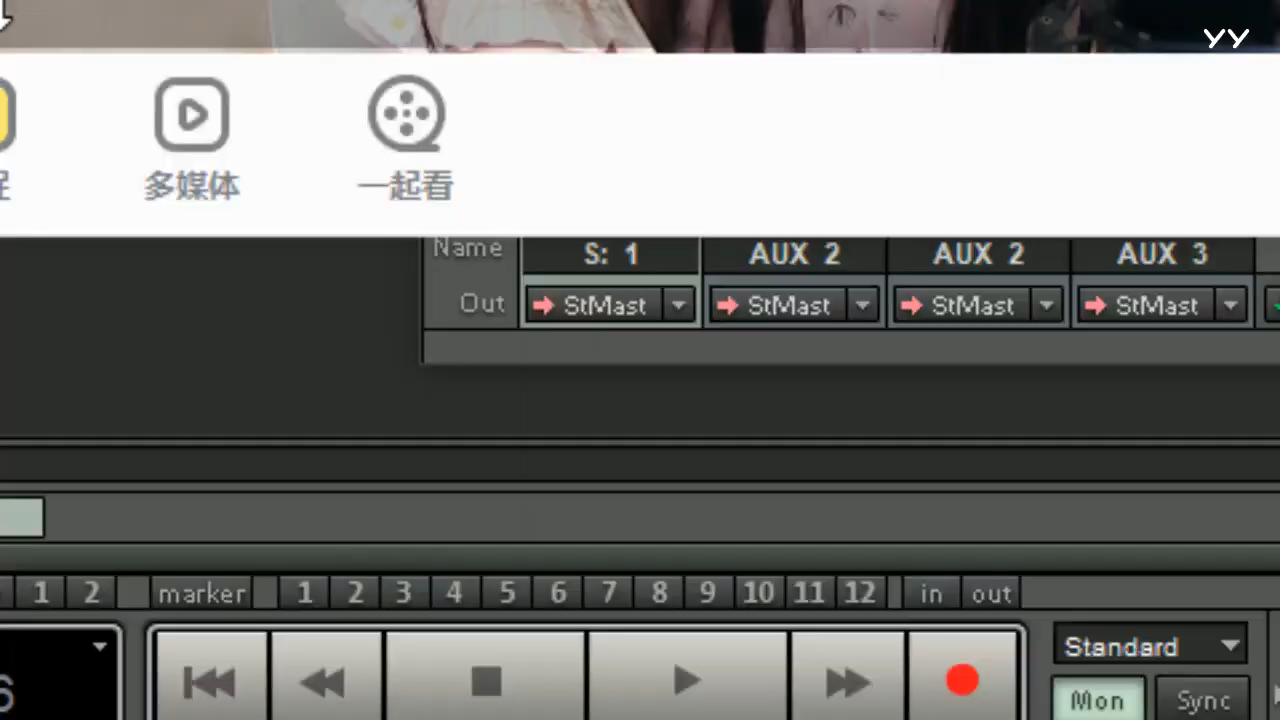 YY
多媒体 一起看
Name S: 1 AUX 2 AUX 2 AUX 3
Out StMast StMast StMast StMast
1 2 marker 1 2 3 4 5 6 7 8 9 10 11 12 in out
6 Standard
Mon Sync